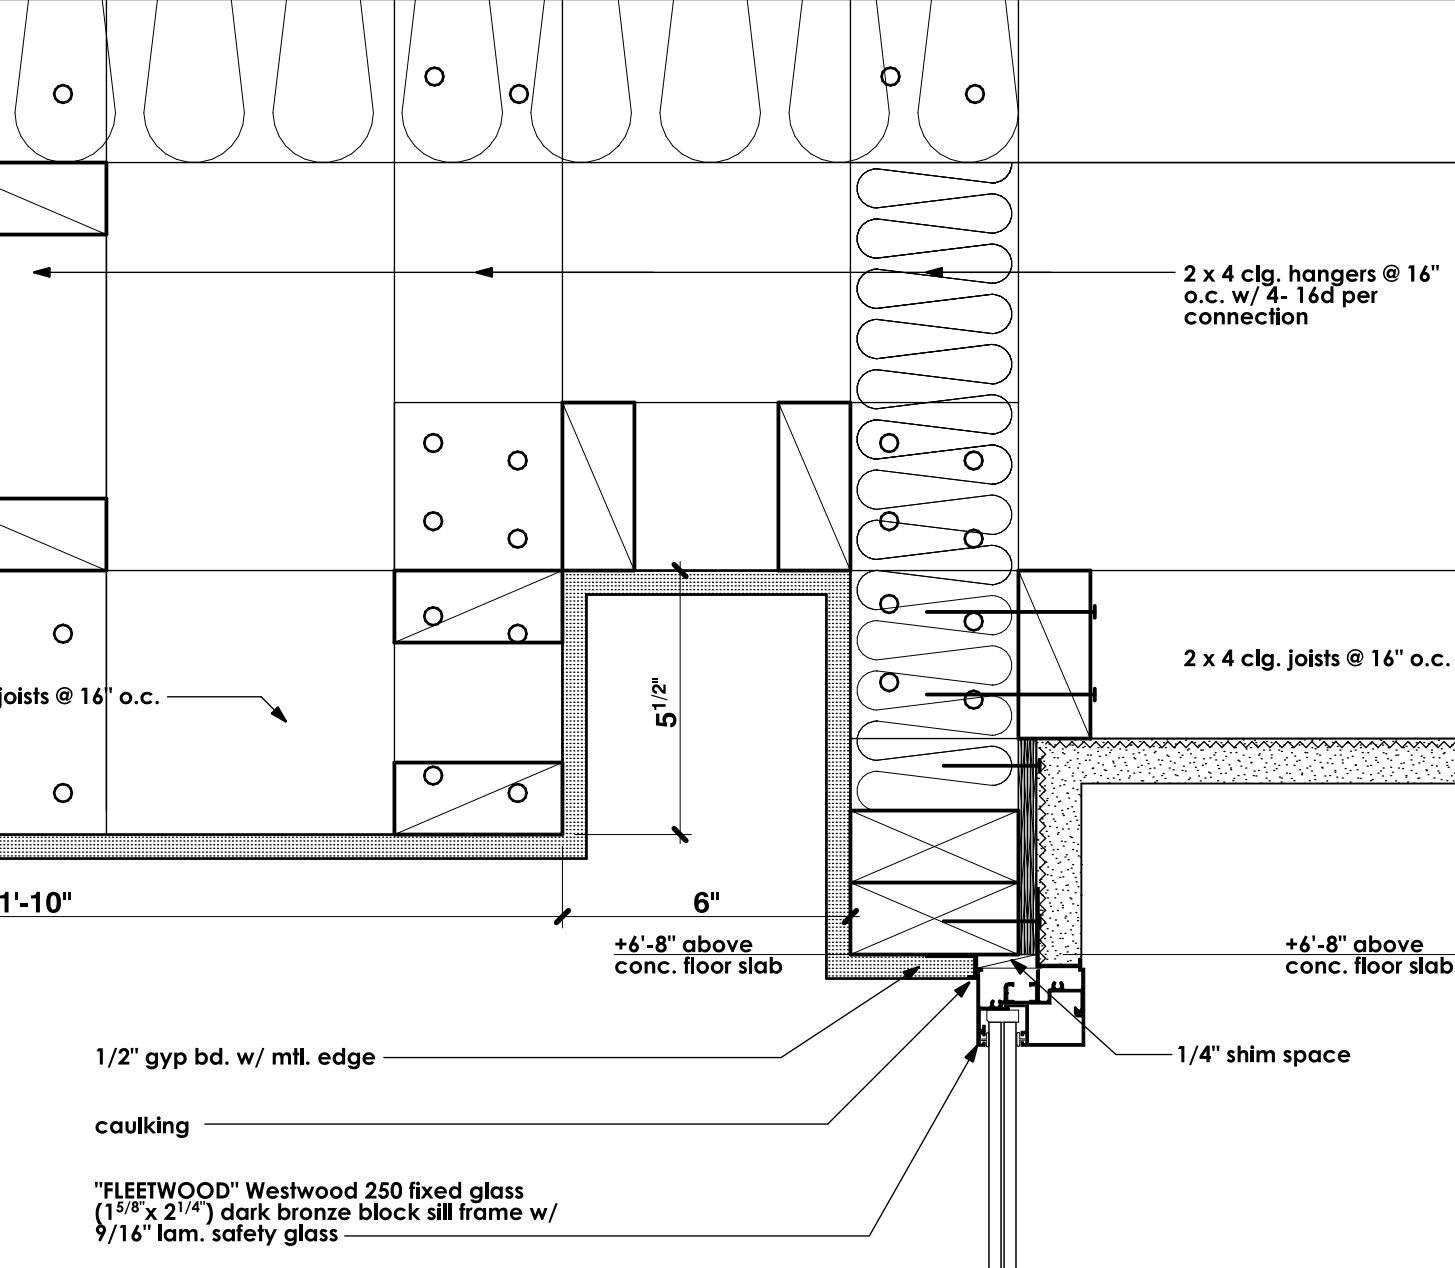 2 x 4 clg. hangers @ 16"
o.c. w/ 4- 16d per
connection
joists @ 16" o.c.
5 1/2"
2 x 4 clg. joists @ 16" o.c.
1'-10"
6"
+6'-8" above
conc. floor slab
+6'-8" above
conc. floor slab
1/2" gyp bd. w/ mtl. edge
1/4" shim space
caulking
"FLEETWOOD" Westwood 250 fixed glass
(1 5/8" x 2 1/4") dark bronze block sill frame w/
9/16" lam. safety glass